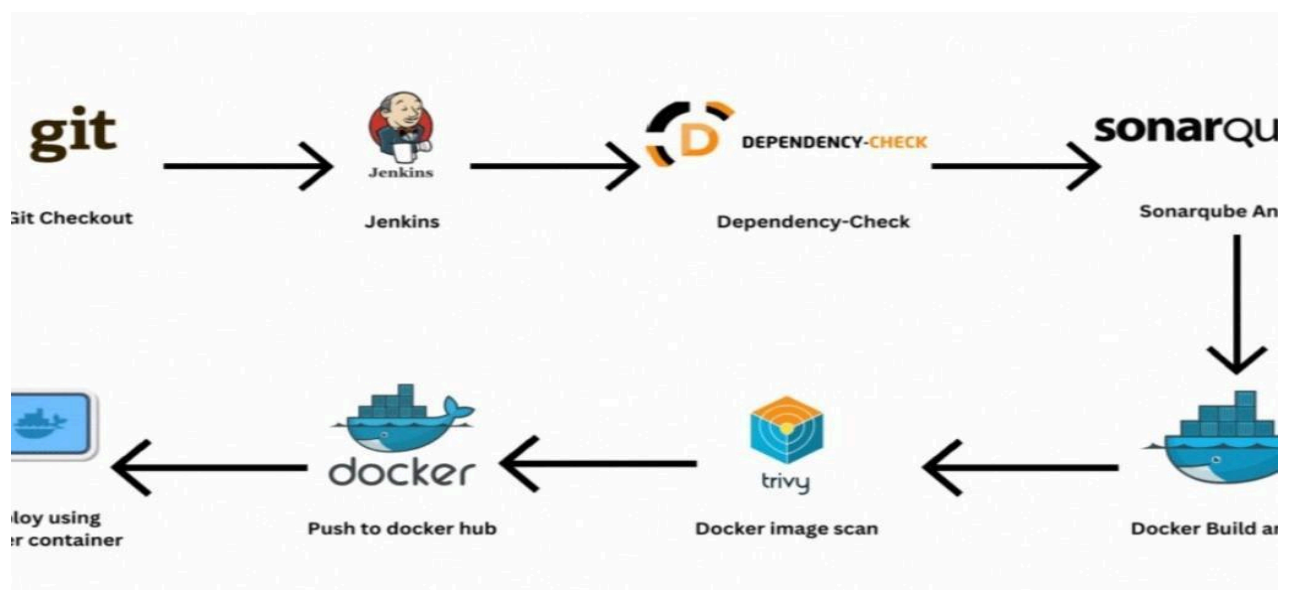 git
Jenkins
DEPENDENCY-CHECK
sonarqu
Git Checkout
Jenkins
Dependency-Check
Sonarqube An
docker
trivy
loy using
er container
Push to docker hub
Docker image scan
Docker Build an